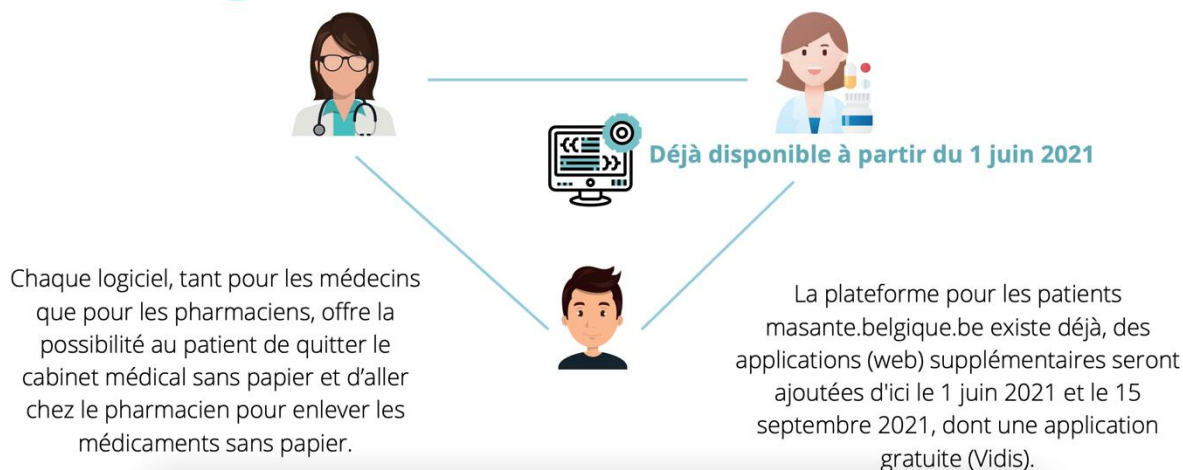 Déjà disponible à partir du 1 juin 2021
Chaque logiciel, tant pour les médecins
que pour les pharmaciens, offre la
possibilité au patient de quitter le
cabinet médical sans papier et d'aller
chez le pharmacien pour enlever les
médicaments sans papier.
La plateforme pour les patients
masante.belgique.be existe déjà, des
applications (web) supplémentaires seront
ajoutées d'ici le 1 juin 2021 et le 15
septembre 2021, dont une application
gratuite (Vidis).